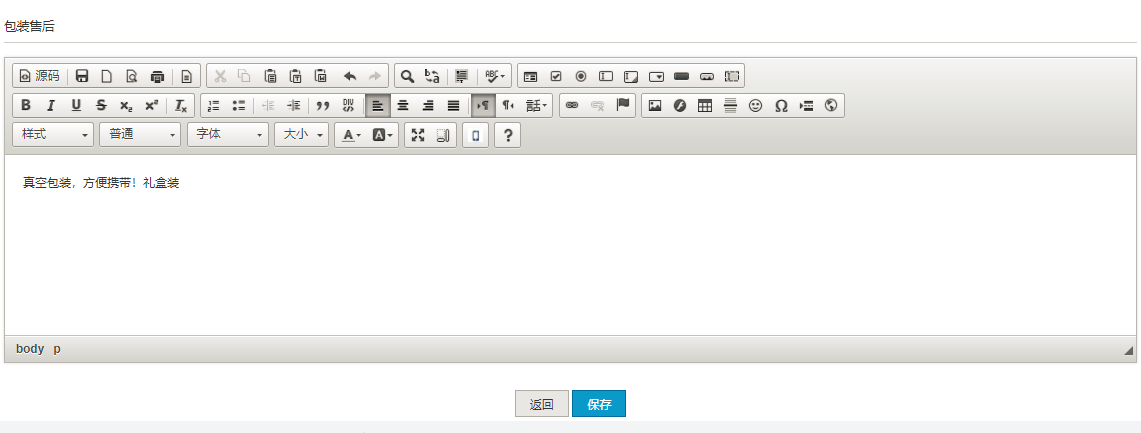 包装售后
源码
样式 普通 字体 大小
真空包装，方便携带！礼盒装
body p
返回 保存